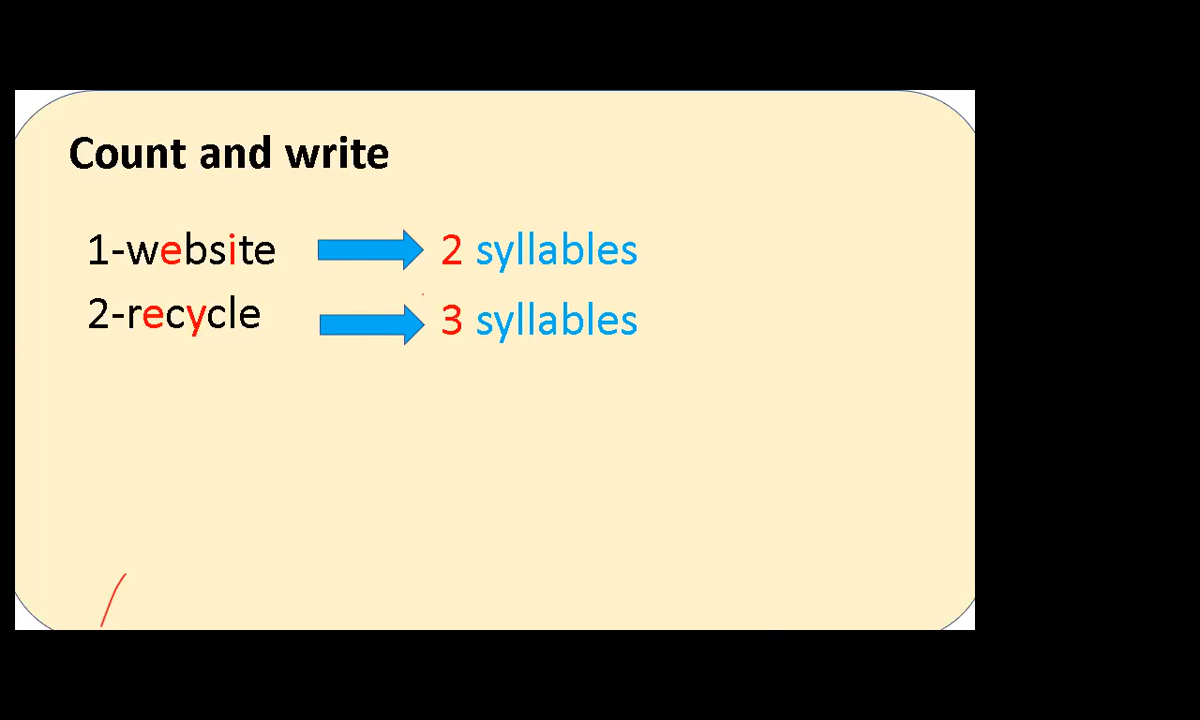 Count and write
1-website 2 syllables
2-recycle 3 syllables